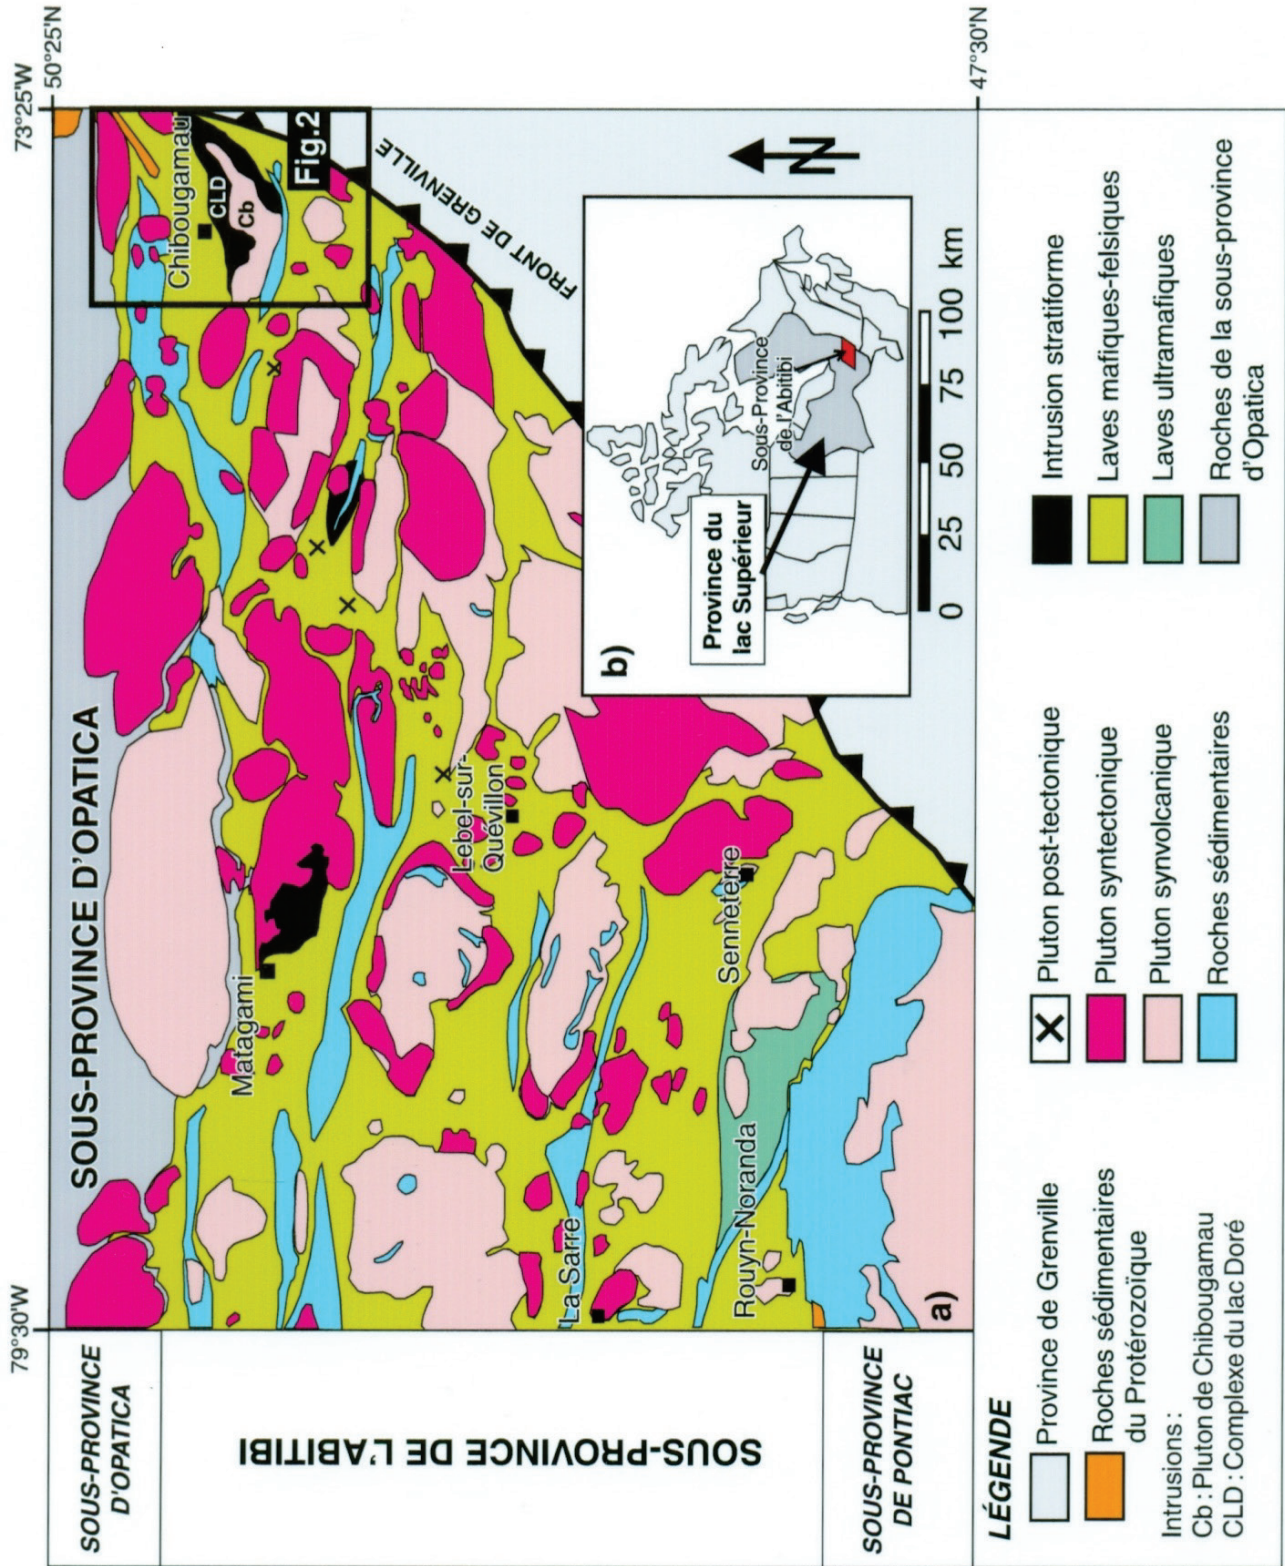 79°30'W
73°25'W
50°25'N
SOUS-PROVINCE
D'OPATICA
SOUS-PROVINCE DE L'ABITIBI
SOUS-PROVINCE
DE PONTIAC
SOUS-PROVINCE D'OPATICA
Matagami
Chibougamau
CLD
Cb
Fig.2
FRONT DE GRENVILLE
Lebel-sur-
Quévillon
La Sarre
Senneterre
Rouyn-Noranda
a)
47°30'N
N
b)
Province du
lac Supérieur
Sous-Province
de l'Abitibi
0 25 50 75 100 km
LÉGENDE
Province de Grenville
Roches sédimentaires
du Protérozoïque
Intrusions :
Cb : Pluton de Chibougamau
CLD : Complexe du lac Doré
Pluton post-tectonique
Pluton syntectonique
Pluton synvolcanique
Roches sédimentaires
Intrusion stratiforme
Laves mafiques-felsiques
Laves ultramafiques
Roches de la sous-province
d'Opatica